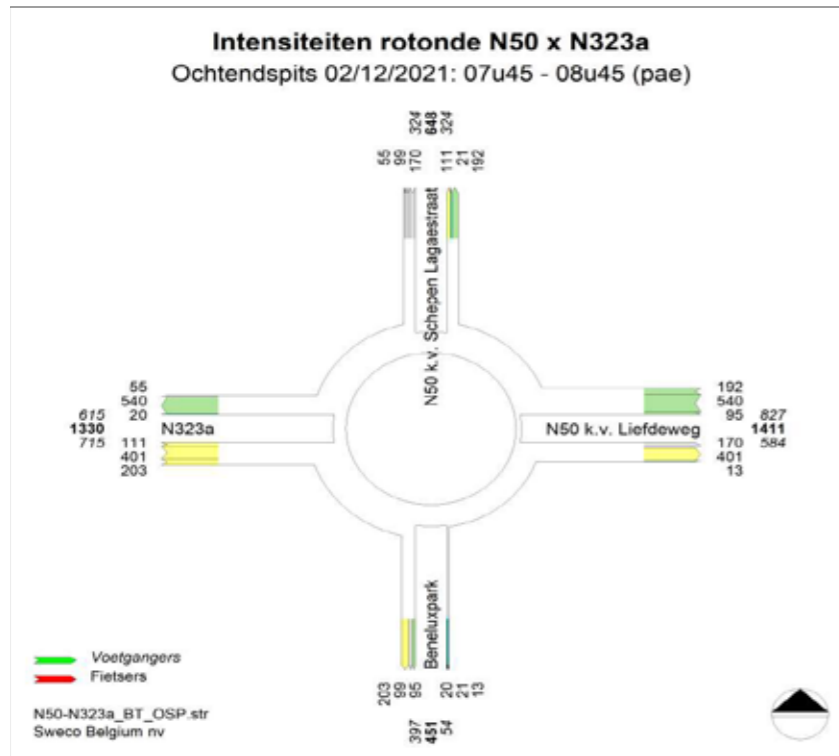 Intensiteiten rotonde N50 x N323a
Ochtendspits 02/12/2021: 07u45 - 08u45 (pae)
324 648 324
55 99 170 111 21 192
N50 k.v. Schepen Lagaestraat
55
540
20
615
1330
715
N323a
111
401
203
192
540
95
827
1411
584
N50 k.v. Liefdeweg
170
401
13
Beneluxpark
203 99 95 20 21 13
397 451 54
Voetgangers
Fietsers
N50-N323a_BT_OSP.str
Sweco Belgium nv